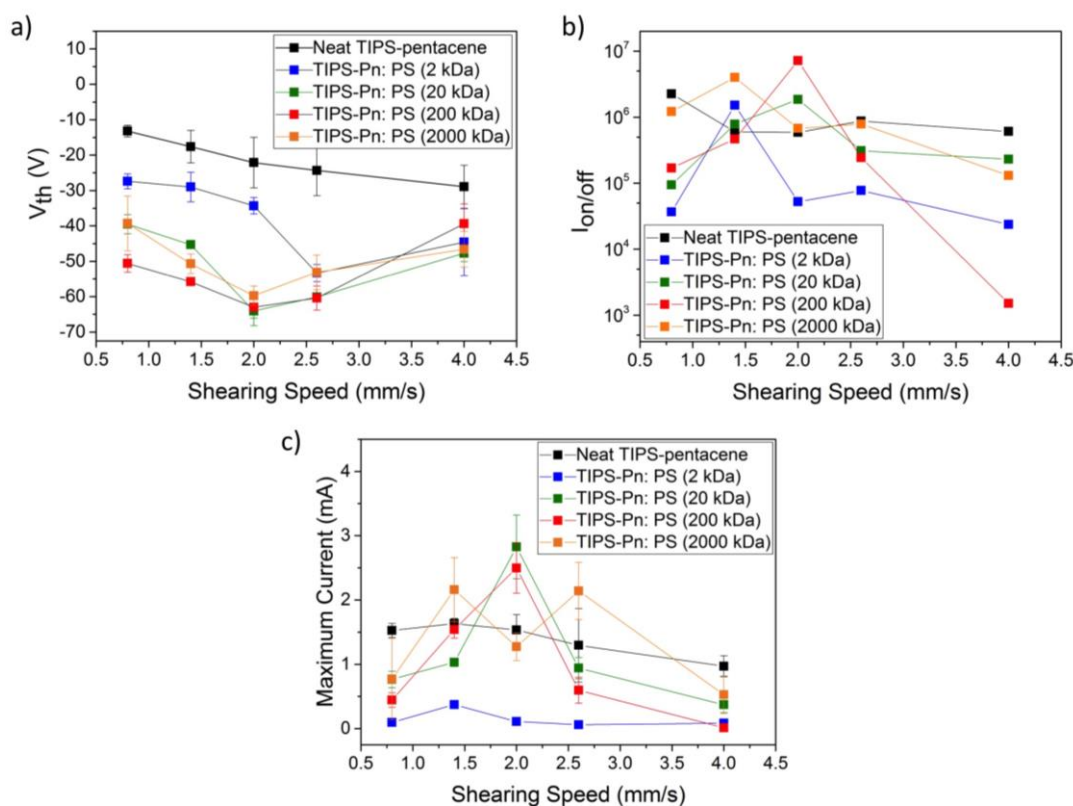 a)
V_th (V)
10
0
-10
-20
-30
-40
-50
-60
-70
Neat TIPS-pentacene
TIPS-Pn: PS (2 kDa)
TIPS-Pn: PS (20 kDa)
TIPS-Pn: PS (200 kDa)
TIPS-Pn: PS (2000 kDa)
0.5 1.0 1.5 2.0 2.5 3.0 3.5 4.0 4.5
Shearing Speed (mm/s)
b)
I_on/off
10^7
10^6
10^5
10^4
10^3
Neat TIPS-pentacene
TIPS-Pn: PS (2 kDa)
TIPS-Pn: PS (20 kDa)
TIPS-Pn: PS (200 kDa)
TIPS-Pn: PS (2000 kDa)
0.5 1.0 1.5 2.0 2.5 3.0 3.5 4.0 4.5
Shearing Speed (mm/s)
c)
Maximum Current (mA)
4
3
2
1
0
Neat TIPS-pentacene
TIPS-Pn: PS (2 kDa)
TIPS-Pn: PS (20 kDa)
TIPS-Pn: PS (200 kDa)
TIPS-Pn: PS (2000 kDa)
0.5 1.0 1.5 2.0 2.5 3.0 3.5 4.0 4.5
Shearing Speed (mm/s)